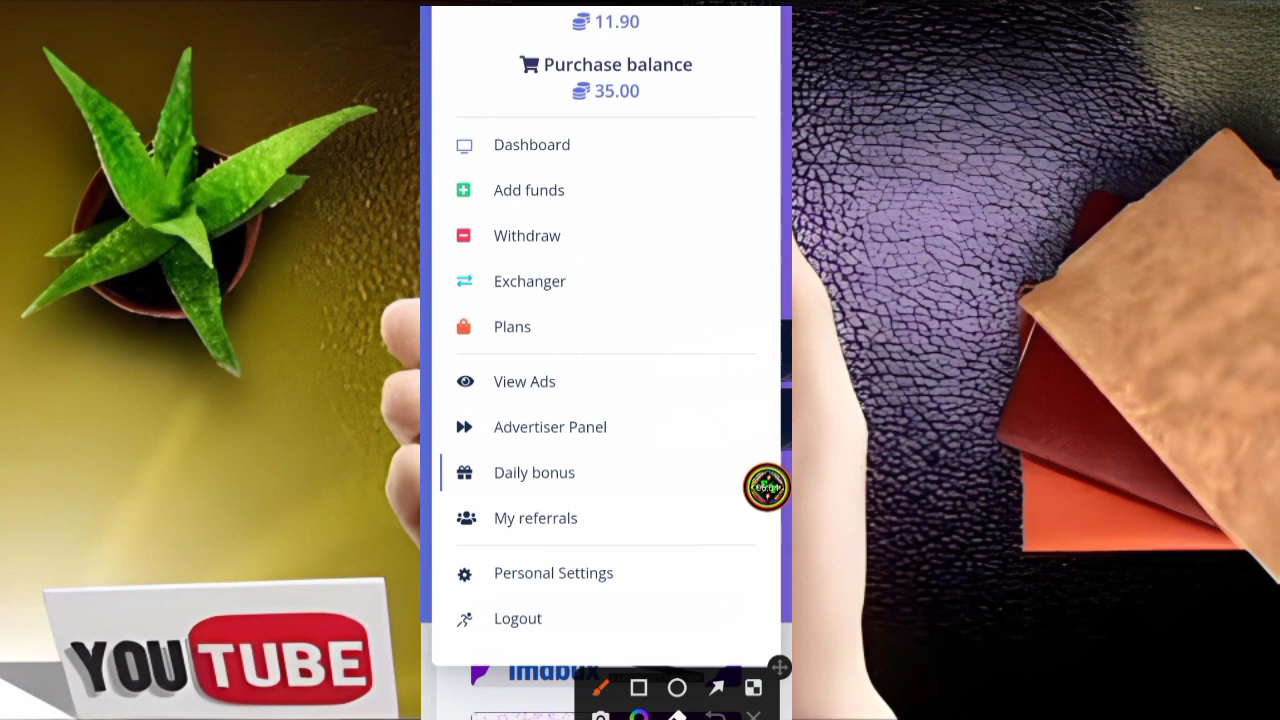 11.90
Purchase balance
35.00
Dashboard
Add funds
Withdraw
Exchanger
Plans
View Ads
Advertiser Panel
Daily bonus
My referrals
Personal Settings
Logout
YOUTUBE